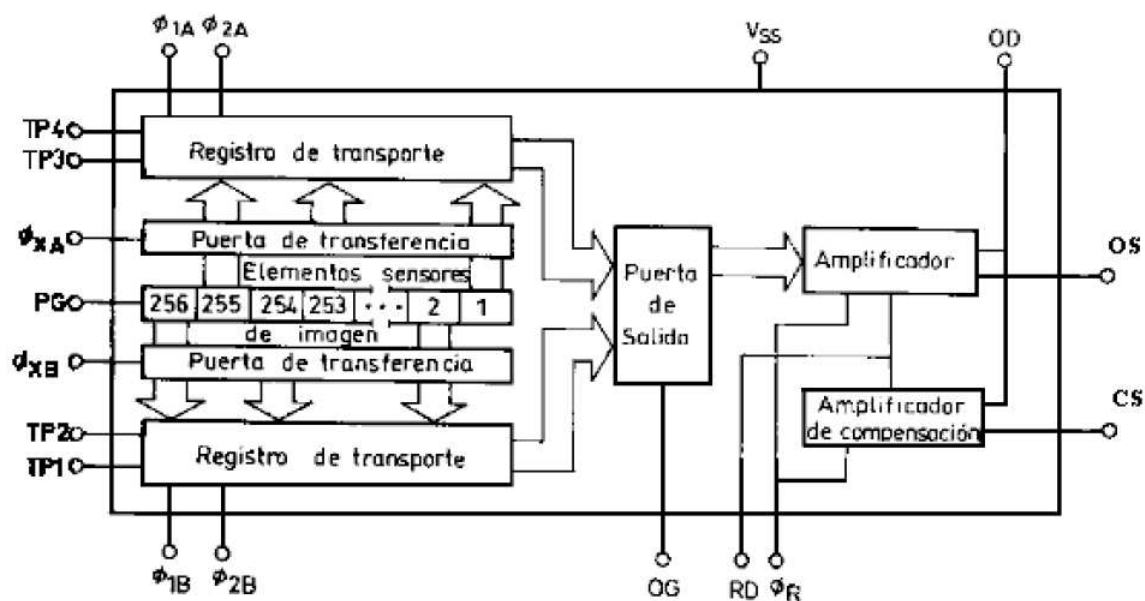 ϕ1A ϕ2A
VSS
OD
TP4
TP3
Registro de transporte
ϕXA
Puerta de transferencia
OS
Elementos sensores
Amplificador
Puerta
de
Salida
PG
256 255 254 253 ... 2 1
de imagen
ϕXB
Puerta de transferencia
CS
Amplificador
de compensación
TP2
TP1
Registro de transporte
ϕ1B ϕ2B
OG
RD
ϕR